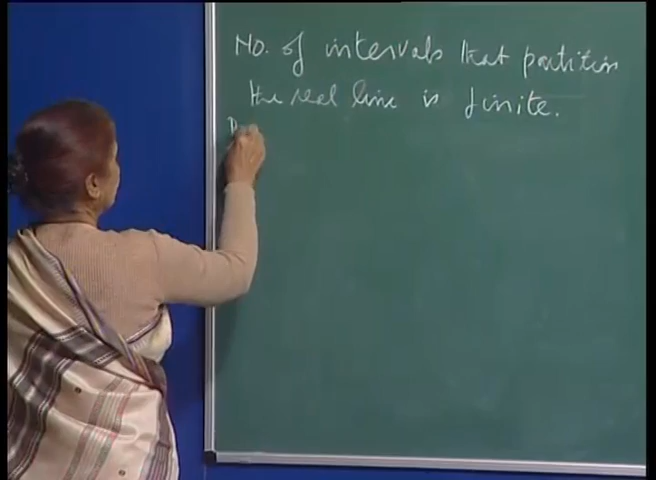 No. of intervals that partition
the real line is finite.